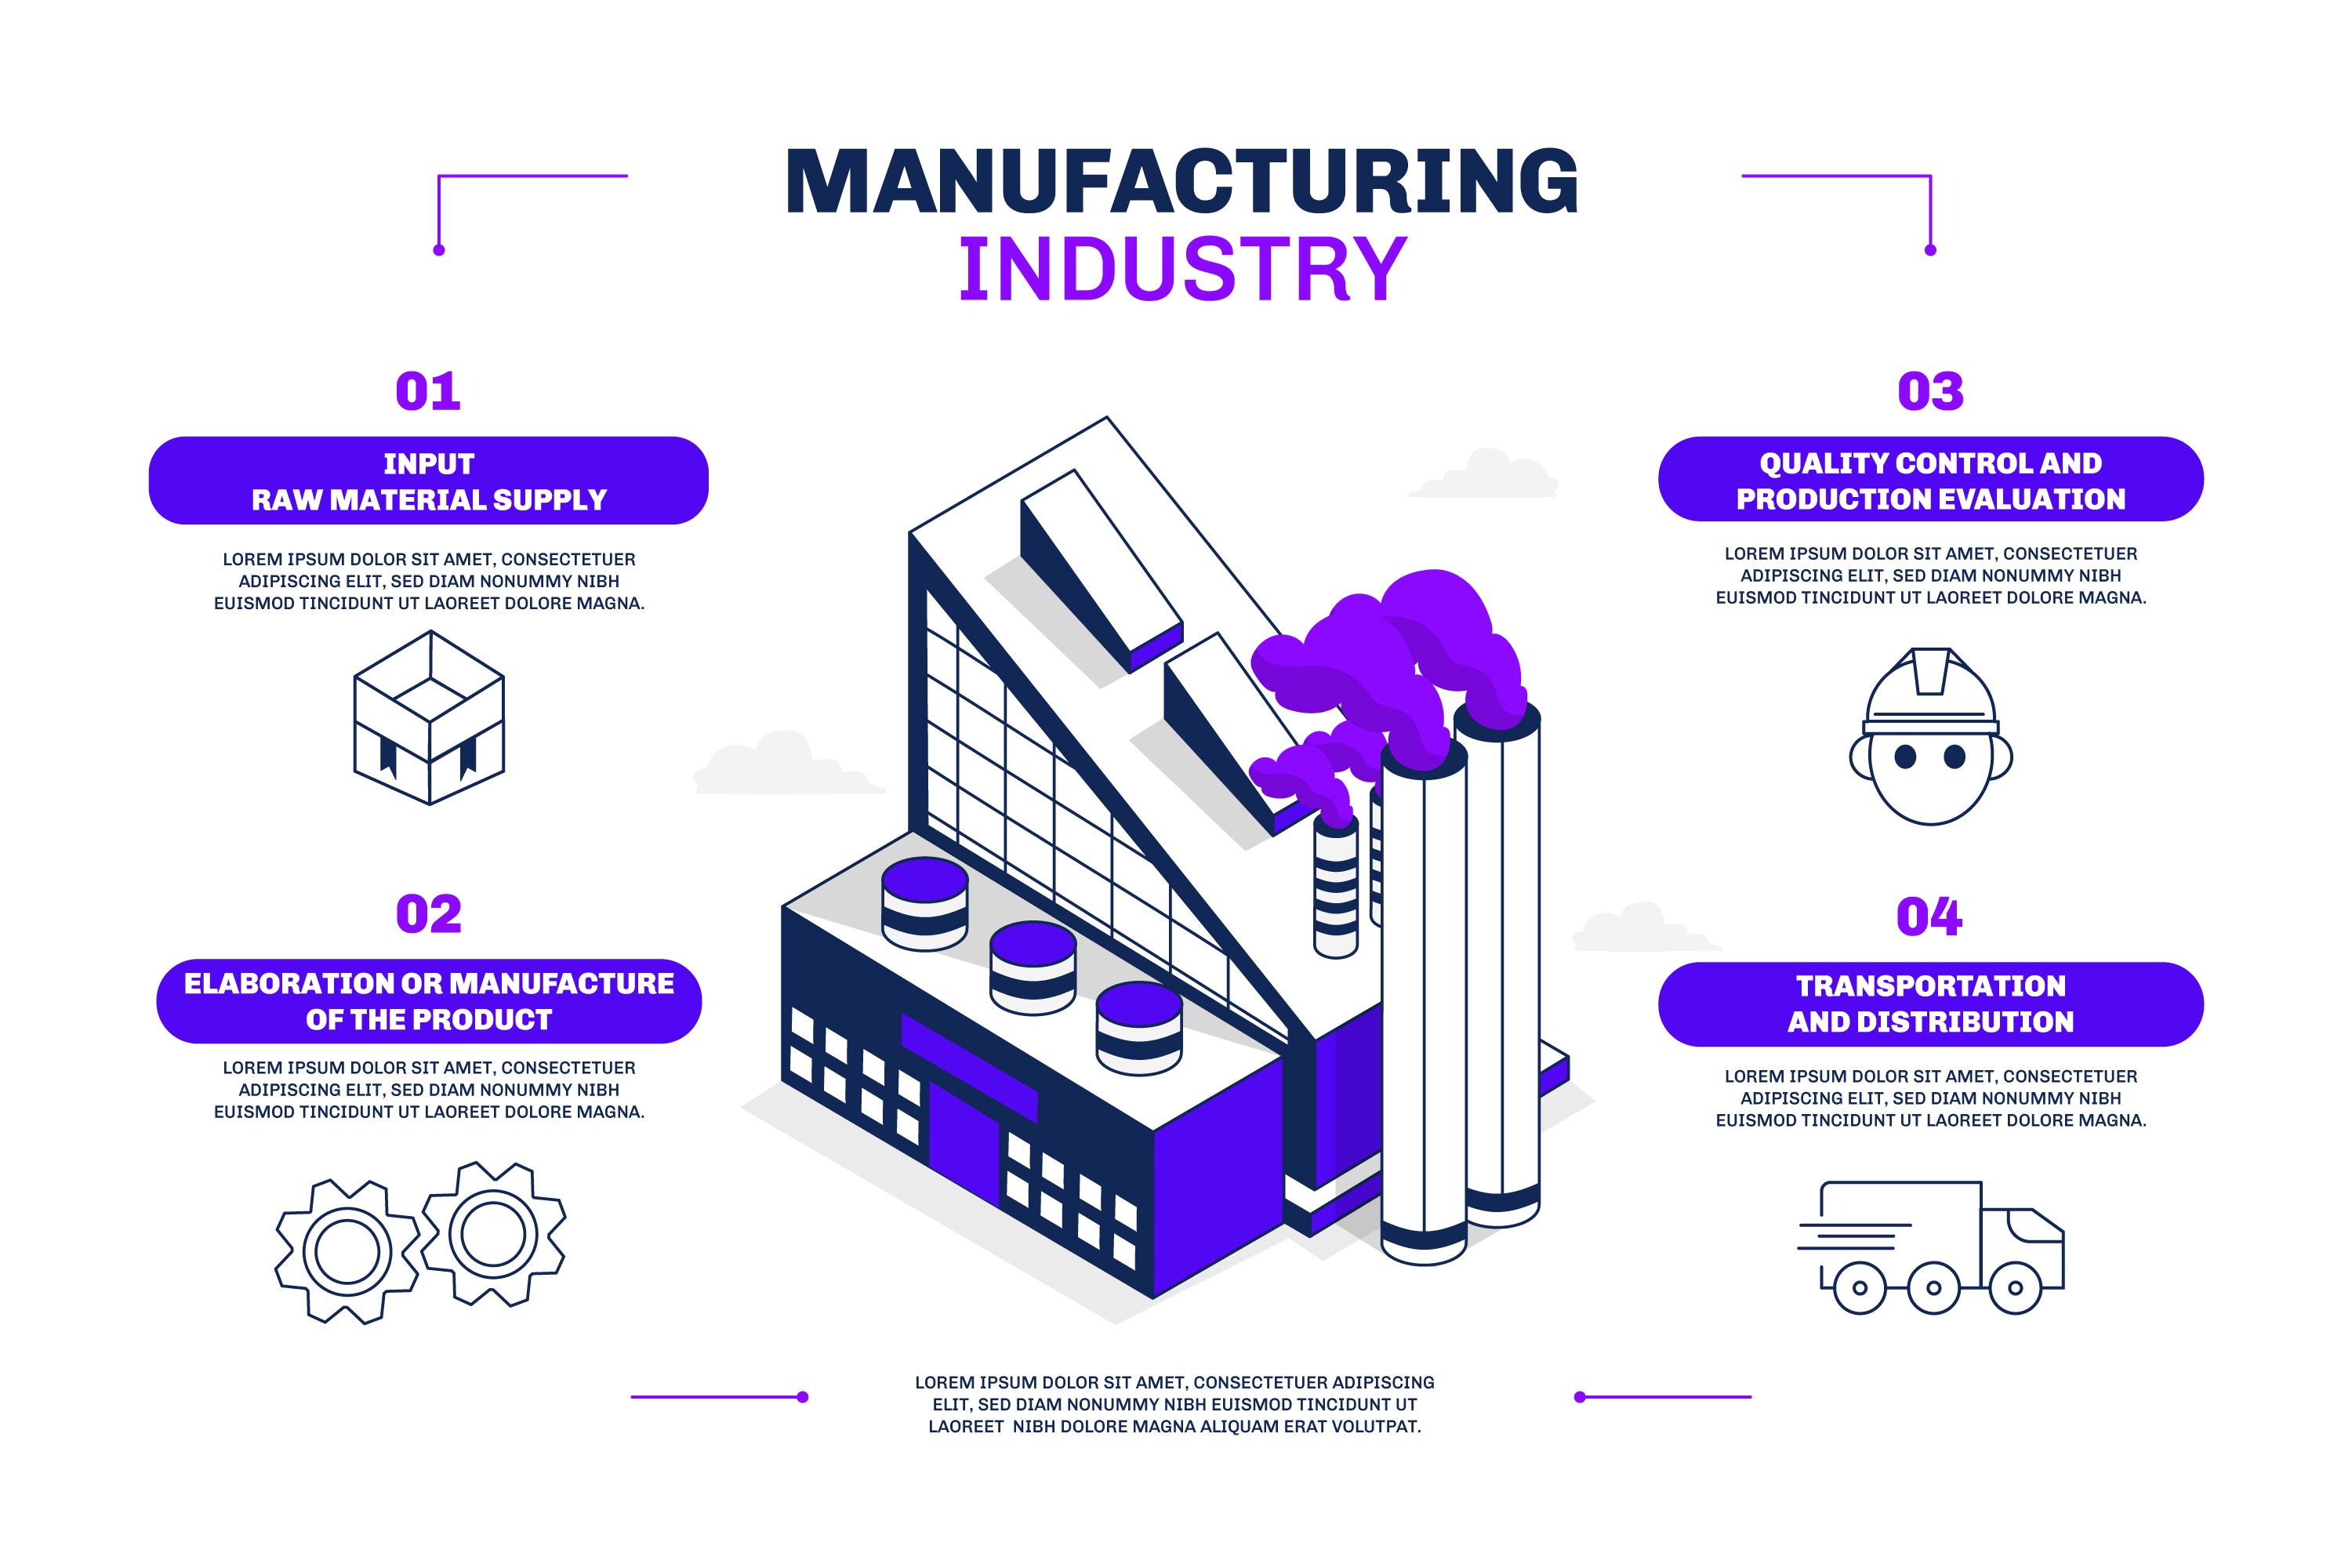 MANUFACTURING
INDUSTRY
01
INPUT
RAW MATERIAL SUPPLY
LOREM IPSUM DOLOR SIT AMET, CONSECTETUER
ADIPISCING ELIT, SED DIAM NONUMMY NIBH
EUISMOD TINCIDUNT UT LAOREET DOLORE MAGNA.
02
ELABORATION OR MANUFACTURE
OF THE PRODUCT
LOREM IPSUM DOLOR SIT AMET, CONSECTETUER
ADIPISCING ELIT, SED DIAM NONUMMY NIBH
EUISMOD TINCIDUNT UT LAOREET DOLORE MAGNA.
03
QUALITY CONTROL AND
PRODUCTION EVALUATION
LOREM IPSUM DOLOR SIT AMET, CONSECTETUER
ADIPISCING ELIT, SED DIAM NONUMMY NIBH
EUISMOD TINCIDUNT UT LAOREET DOLORE MAGNA.
04
TRANSPORTATION
AND DISTRIBUTION
LOREM IPSUM DOLOR SIT AMET, CONSECTETUER
ADIPISCING ELIT, SED DIAM NONUMMY NIBH
EUISMOD TINCIDUNT UT LAOREET DOLORE MAGNA.
LOREM IPSUM DOLOR SIT AMET, CONSECTETUER ADIPISCING
ELIT, SED DIAM NONUMMY NIBH EUISMOD TINCIDUNT UT
LAOREET  NIBH DOLORE MAGNA ALIQUAM ERAT VOLUTPAT.